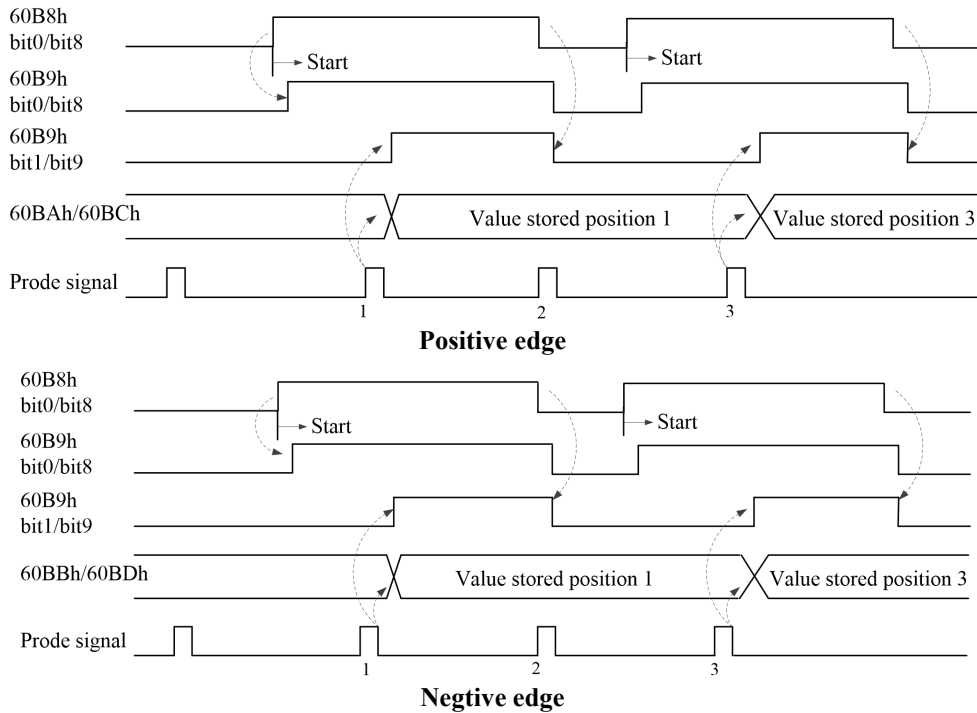 60B8h
bit0/bit8
Start
Start
60B9h
bit0/bit8
60B9h
bit1/bit9
60BAh/60BCh
Value stored position 1
Value stored position 3
Prode signal
1
2
3
Positive edge
60B8h
bit0/bit8
Start
Start
60B9h
bit0/bit8
60B9h
bit1/bit9
60BBh/60BDh
Value stored position 1
Value stored position 3
Prode signal
1
2
3
Negtive edge